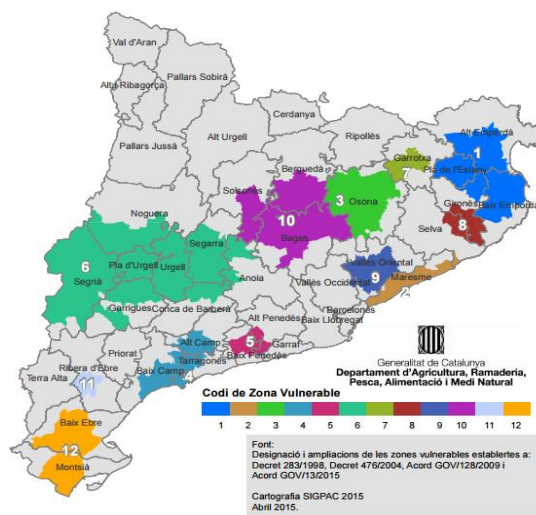 Val d'Aran
Alta Ribagorça
Pallars Sobirà
Cerdanya
Pallars Jussà
Alt Urgell
Ripollès
Alt Empordà
1
Garrotxa
7
Pla de l'Estany
Berguedà
Solsonès
3
Osona
Gironès
Baix Empordà
8
Noguera
10
Bages
Selva
Segarra
6
Pla d'Urgell
Urgell
Segrià
Anoia
Vallès Oriental
9
Maresme
2
Vallès Occidental
Garrigues
Conca de Barberà
Barcelonès
Baix Llobregat
Alt Penedès
Priorat
Alt Camp
5
Garraf
Baix Penedès
Tarragonès
4
Baix Camp
Ribera d'Ebre
Terra Alta
11
Baix Ebre
12
Montsià
Generalitat de Catalunya
Departament d'Agricultura, Ramaderia,
Pesca, Alimentació i Medi Natural
Codi de Zona Vulnerable
1 2 3 4 5 6 7 8 9 10 11 12
Font:
Designació i ampliacions de les zones vulnerables establertes a:
Decret 283/1998, Decret 476/2004, Acord GOV/128/2009 i
Acord GOV/13/2015
Cartografia SIGPAC 2015
Abril 2015.